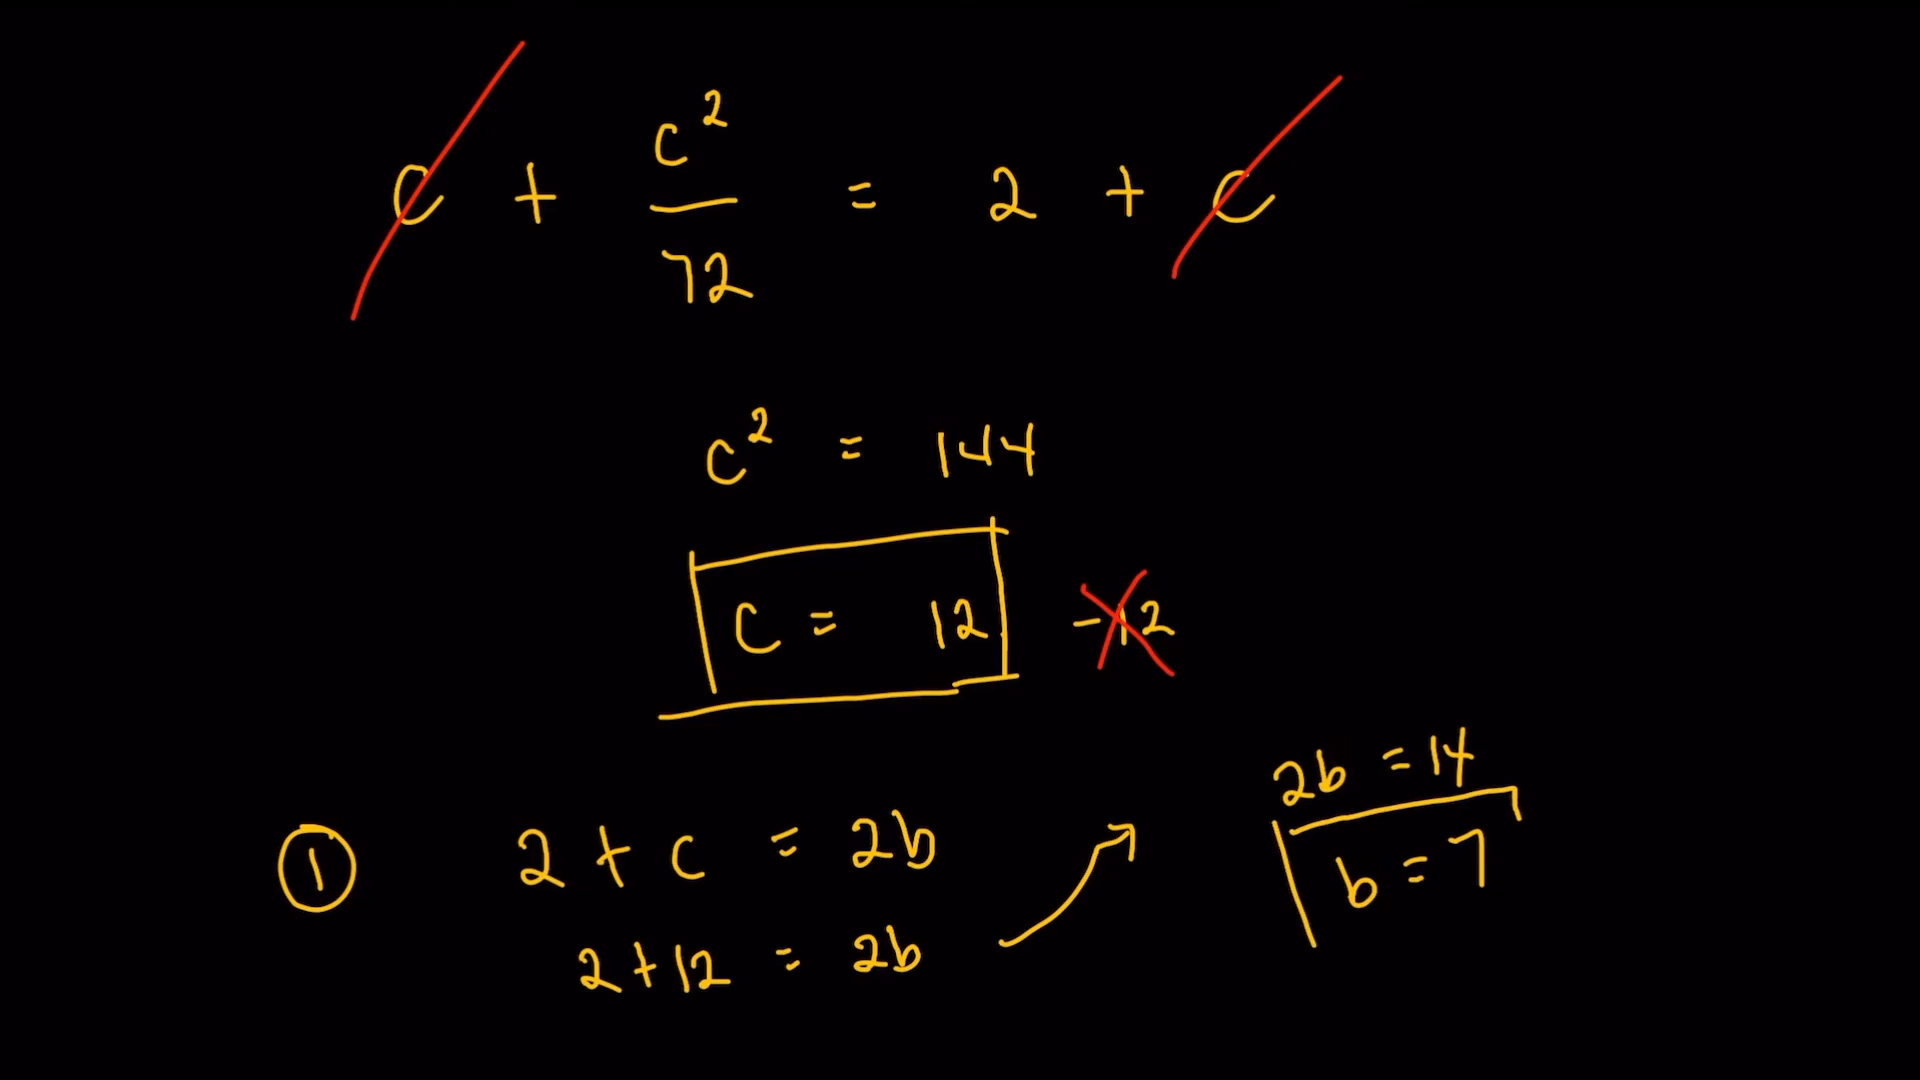 c + c²/72 = 2 + c
c² = 144
c = 12 -12
2b = 14
① 2 + c = 2b
b = 7
2+12 = 2b